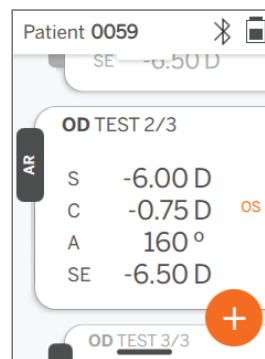 Patient 0059
SE -6.50 D
OD TEST 2/3
AR
S -6.00 D
C -0.75 D
OS
A 160 º
SE -6.50 D
+
OD TEST 3/3